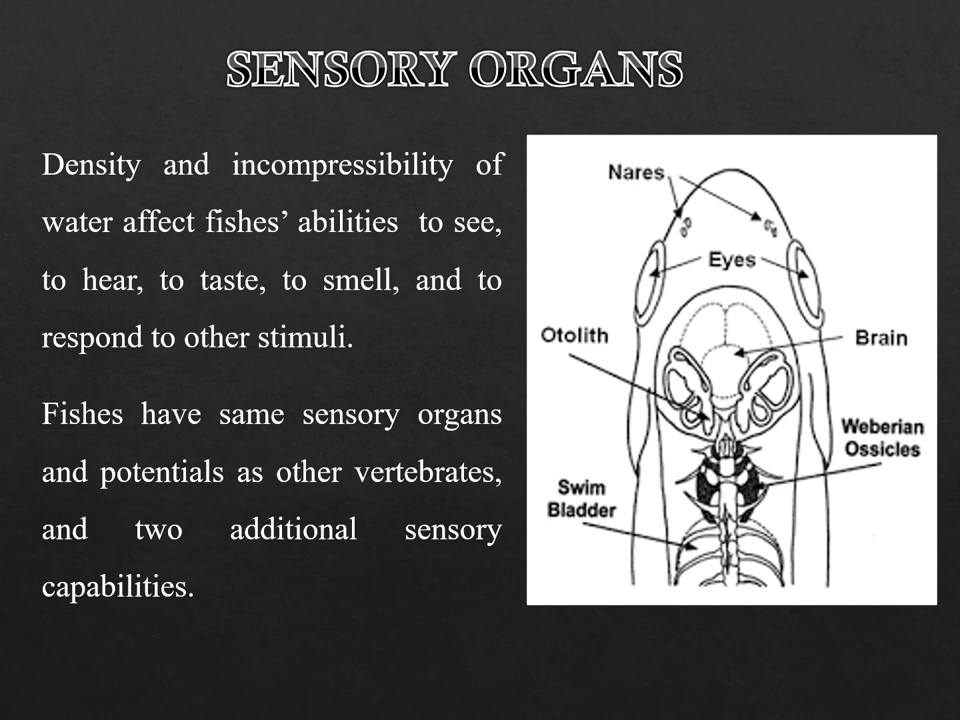 SENSORY ORGANS
Density and incompressibility of
water affect fishes’ abilities to see,
to hear, to taste, to smell, and to
respond to other stimuli.
Fishes have same sensory organs
and potentials as other vertebrates,
and two additional sensory
capabilities.
Nares
Eyes
Otolith
Brain
Weberian
Ossicles
Swim
Bladder